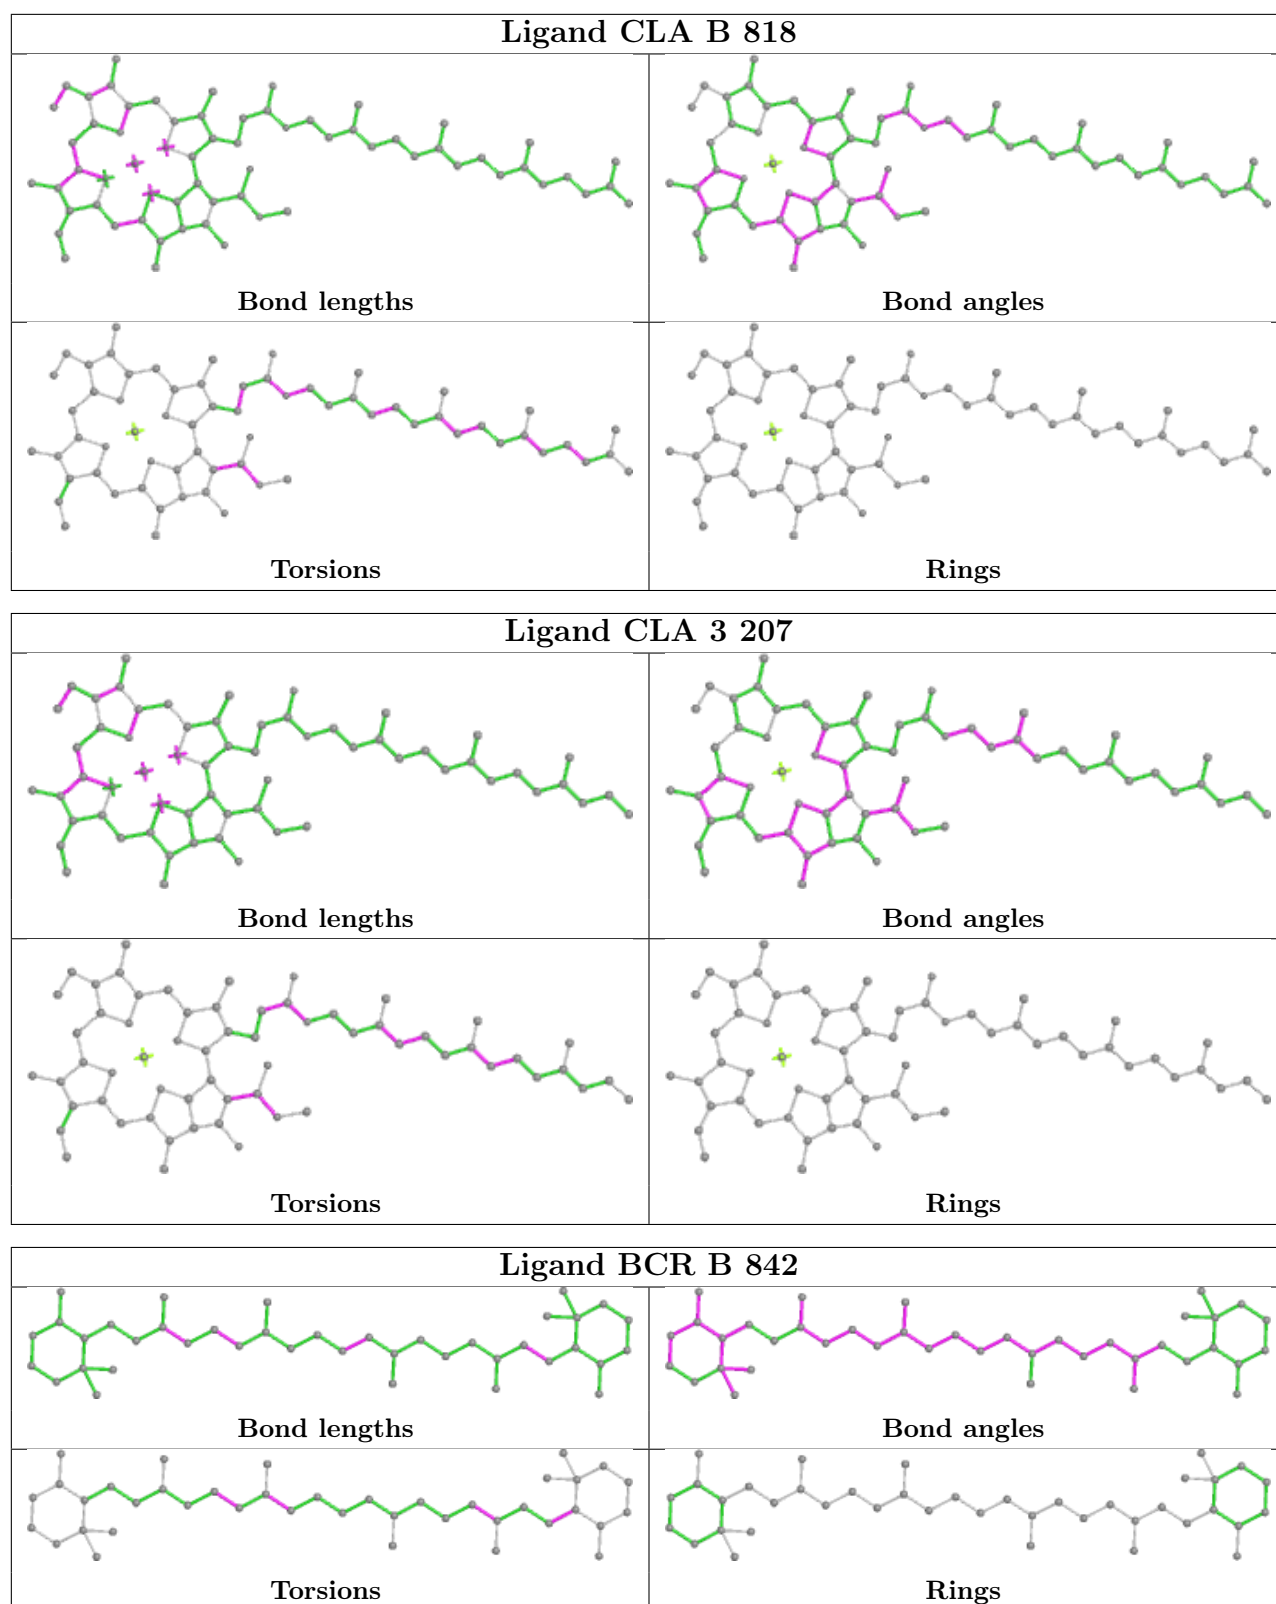 Ligand CLA B 818
Bond lengths
Bond angles
Torsions
Rings
Ligand CLA 3 207
Bond lengths
Bond angles
Torsions
Rings
Ligand BCR B 842
Bond lengths
Bond angles
Torsions
Rings